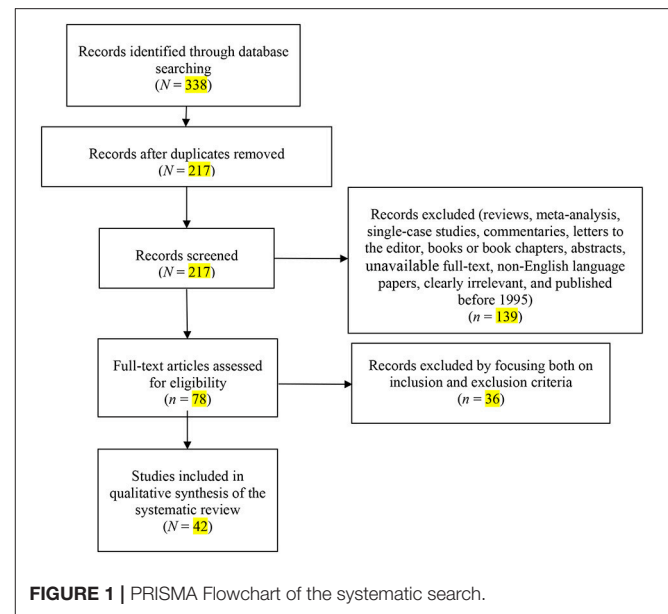 Records identified through database
searching
(N = 338)
Records after duplicates removed
(N = 217)
Records screened
(N = 217)
Records excluded (reviews, meta-analysis,
single-case studies, commentaries, letters to
the editor, books or book chapters, abstracts,
unavailable full-text, non-English language
papers, clearly irrelevant, and published
before 1995)
(n = 139)
Full-text articles assessed
for eligibility
(n = 78)
Records excluded by focusing both on
inclusion and exclusion criteria
(n = 36)
Studies included in
qualitative synthesis of the
systematic review
(N = 42)
FIGURE 1 | PRISMA Flowchart of the systematic search.